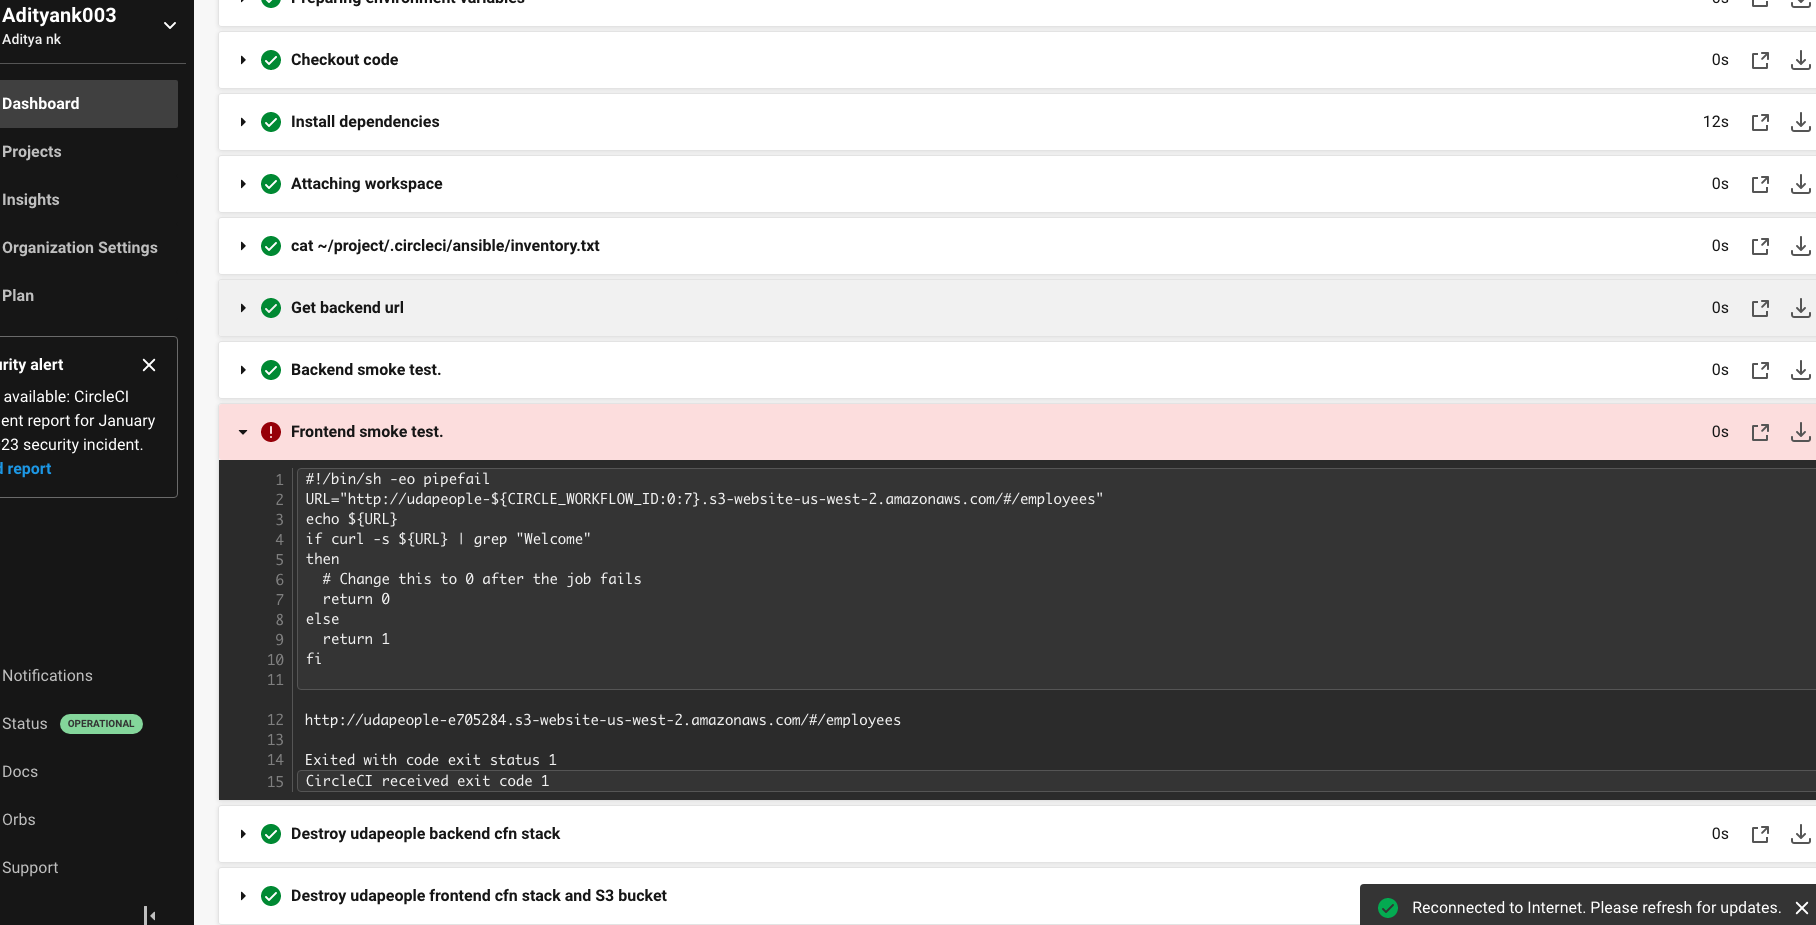 Adityank003
Aditya nk
Dashboard
Projects
Insights
Organization Settings
Plan
rity alert
available: CircleCI
ent report for January
23 security incident.
report
Notifications
Status OPERATIONAL
Docs
Orbs
Support
Preparing environment variables 0s
Checkout code 0s
Install dependencies 12s
Attaching workspace 0s
cat ~/project/.circleci/ansible/inventory.txt 0s
Get backend url 0s
Backend smoke test. 0s
Frontend smoke test. 0s
1 #!/bin/sh -eo pipefail
2 URL="http://udapeople-${CIRCLE_WORKFLOW_ID:0:7}.s3-website-us-west-2.amazonaws.com/#/employees"
3 echo ${URL}
4 if curl -s ${URL} | grep "Welcome"
5 then
6 # Change this to 0 after the job fails
7 return 0
8 else
9 return 1
10 fi
11
12 http://udapeople-e705284.s3-website-us-west-2.amazonaws.com/#/employees
13
14 Exited with code exit status 1
15 CircleCI received exit code 1
Destroy udapeople backend cfn stack 0s
Destroy udapeople frontend cfn stack and S3 bucket
Reconnected to Internet. Please refresh for updates.